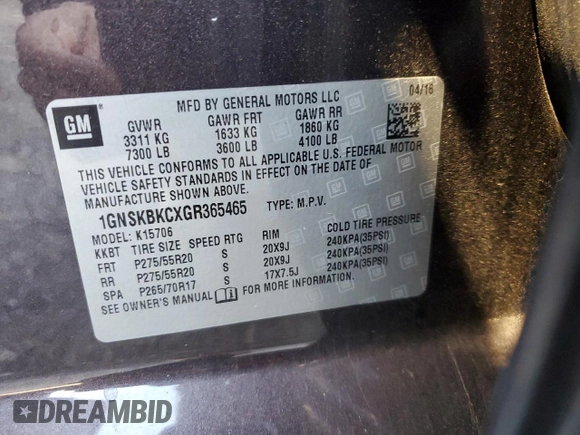 GM
MFD BY GENERAL MOTORS LLC 04/16
GVWR GAWR FRT GAWR RR
3311 KG 1633 KG 1860 KG
7300 LB 3600 LB 4100 LB
THIS VEHICLE CONFORMS TO ALL APPLICABLE U.S. FEDERAL MOTOR
VEHICLE SAFETY STANDARDS IN EFFECT ON THE DATE OF
MANUFACTURE SHOWN ABOVE.
1GNSKBKCXGR365465 TYPE: M.P.V.
MODEL: K15706
KKBT TIRE SIZE SPEED RTG RIM COLD TIRE PRESSURE
FRT P275/55R20 S 20X9J 240KPA(35PSI)
RR P275/55R20 S 20X9J 240KPA(35PSI)
SPA P265/70R17 S 17X7.5J 240KPA(35PSI)
SEE OWNER'S MANUAL FOR MORE INFORMATION.
DREAMBID